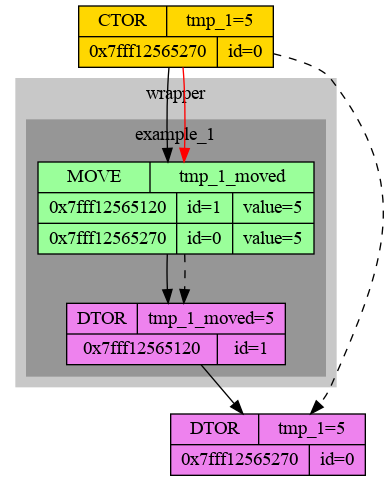 CTOR tmp_1=5
0x7fff12565270 id=0
wrapper
example_1
MOVE tmp_1_moved
0x7fff12565120 id=1 value=5
0x7fff12565270 id=0 value=5
DTOR tmp_1_moved=5
0x7fff12565120 id=1
DTOR tmp_1=5
0x7fff12565270 id=0